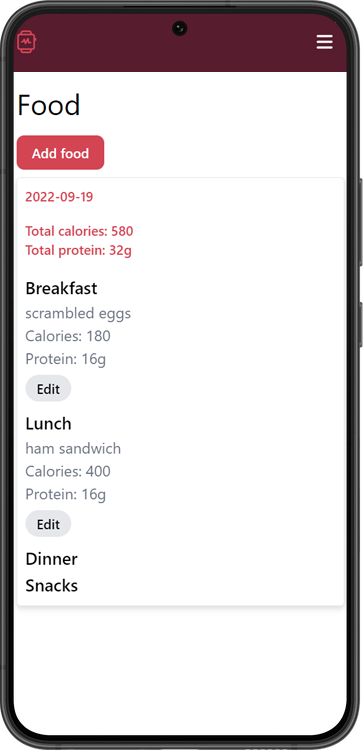 Food
Add food
2022-09-19
Total calories: 580
Total protein: 32g
Breakfast
scrambled eggs
Calories: 180
Protein: 16g
Edit
Lunch
ham sandwich
Calories: 400
Protein: 16g
Edit
Dinner
Snacks